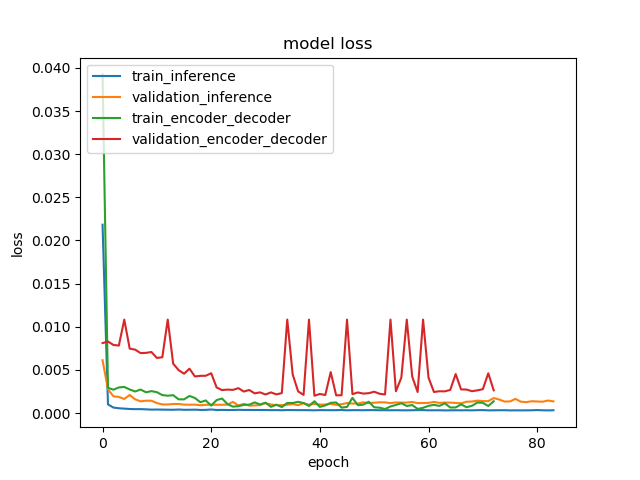 model loss
train_inference
validation_inference
train_encoder_decoder
validation_encoder_decoder
0.040
0.035
0.030
0.025
0.020
0.015
0.010
0.005
0.000
loss
0 20 40 60 80
epoch